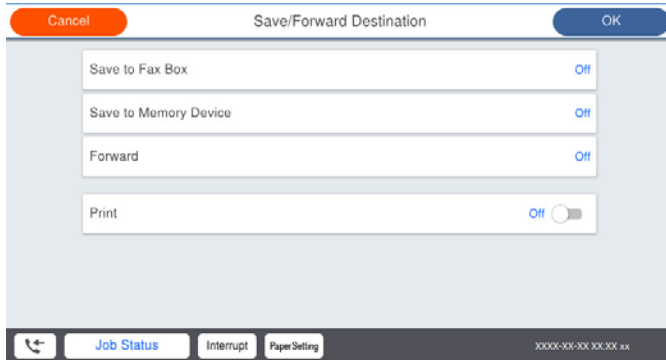 Cancel Save/Forward Destination OK
Save to Fax Box Off
Save to Memory Device Off
Forward Off
Print Off
Job Status Interrupt PaperSetting XXXX-XX-XX XX:XX xx